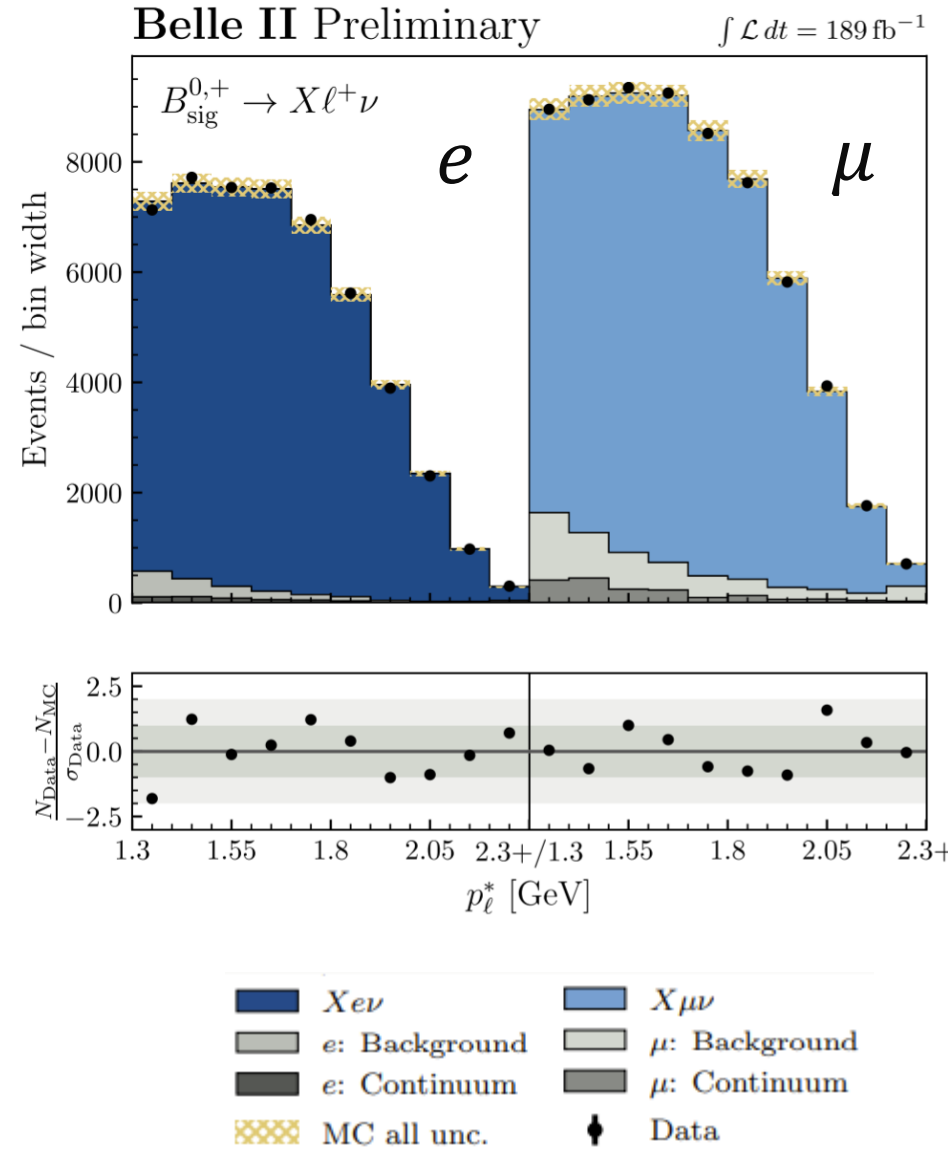 Belle II Preliminary
∫ ℒ dt = 189 fb⁻¹
B⁰,⁺sig → Xℓ⁺ν
e
μ
Events / bin width
8000
6000
4000
2000
0
N_Data−N_MC
σ_Data
2.5
0.0
−2.5
1.3 1.55 1.8 2.05 2.3+/1.3 1.55 1.8 2.05 2.3+
p*ℓ [GeV]
Xeν
Xμν
e: Background
μ: Background
e: Continuum
μ: Continuum
MC all unc.
Data